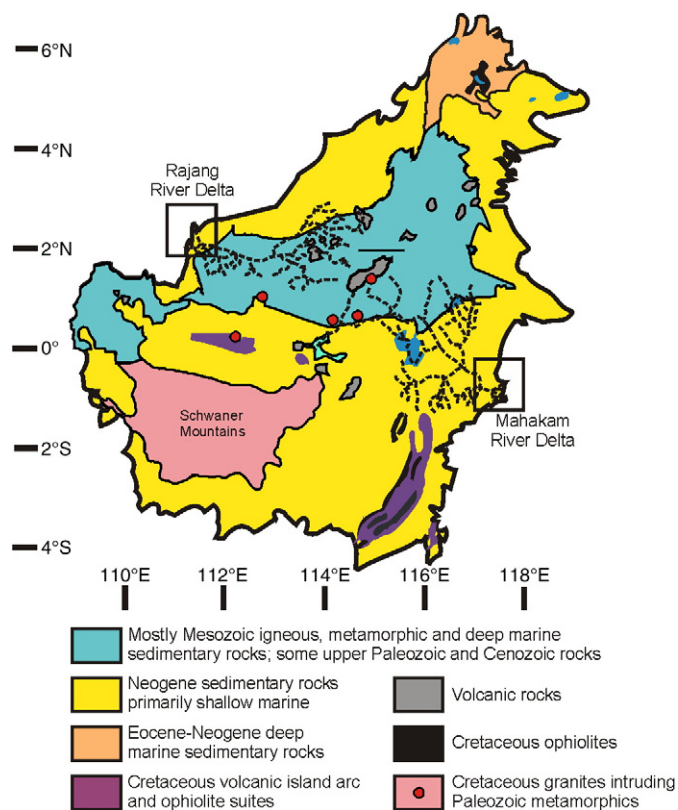 6°N
4°N
Rajang
River Delta
2°N
0°
Schwaner
Mountains
Mahakam
River Delta
2°S
4°S
110°E 112°E 114°E 116°E 118°E
Mostly Mesozoic igneous, metamorphic and deep marine
sedimentary rocks; some upper Paleozoic and Cenozoic rocks
Neogene sedimentary rocks
primarily shallow marine
Volcanic rocks
Eocene-Neogene deep
marine sedimentary rocks
Cretaceous ophiolites
Cretaceous volcanic island arc
and ophiolite suites
Cretaceous granites intruding
Paleozoic metamorphics